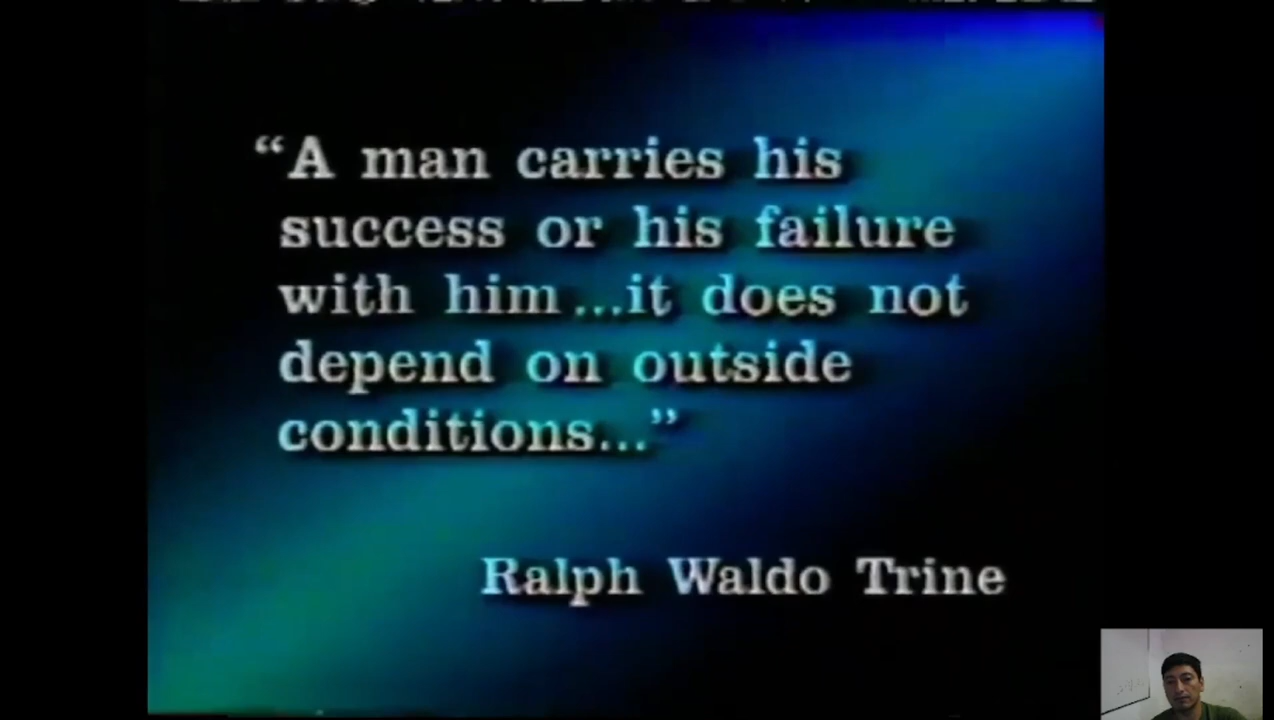 “A man carries his
success or his failure
with him...it does not
depend on outside
conditions...”
Ralph Waldo Trine